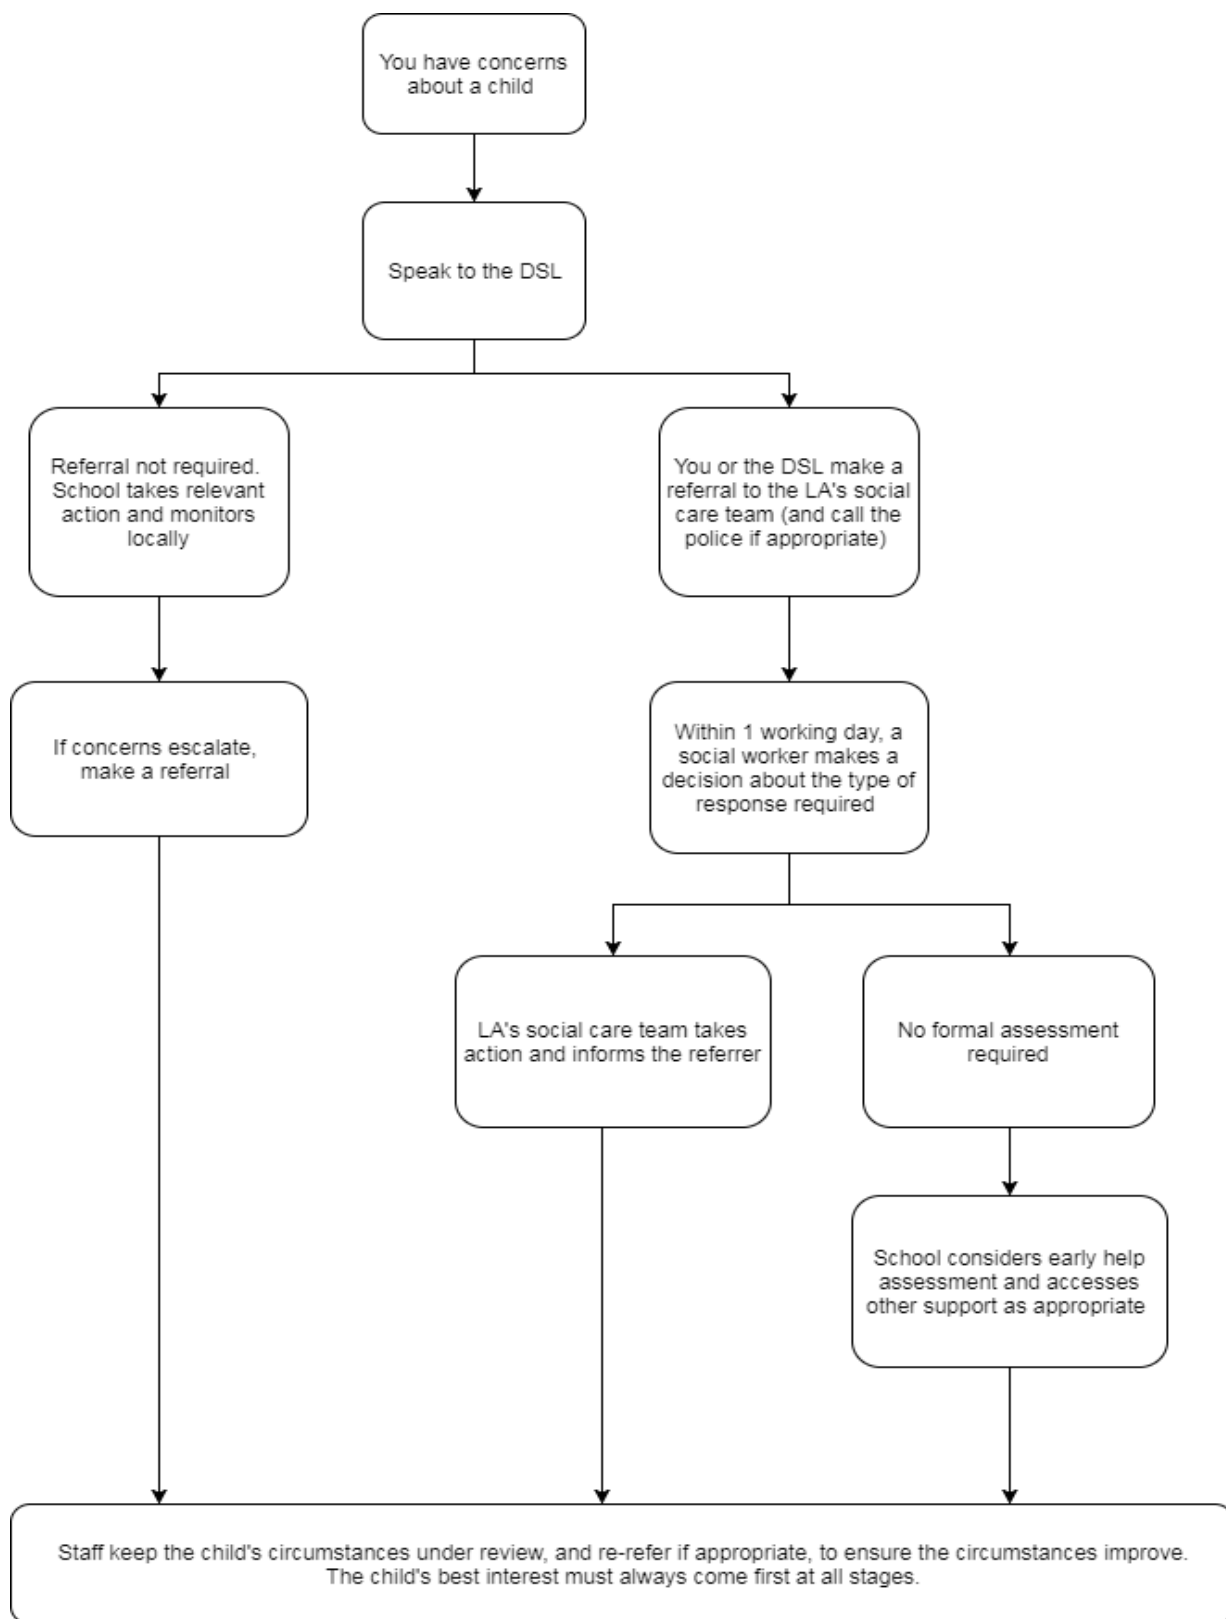 You have concerns
about a child
Speak to the DSL
Referral not required.
School takes relevant
action and monitors
locally
You or the DSL make a
referral to the LA's social
care team (and call the
police if appropriate)
If concerns escalate,
make a referral
Within 1 working day, a
social worker makes a
decision about the type of
response required
LA's social care team takes
action and informs the referrer
No formal assessment
required
School considers early help
assessment and accesses
other support as appropriate
Staff keep the child's circumstances under review, and re-refer if appropriate, to ensure the circumstances improve.
The child's best interest must always come first at all stages.